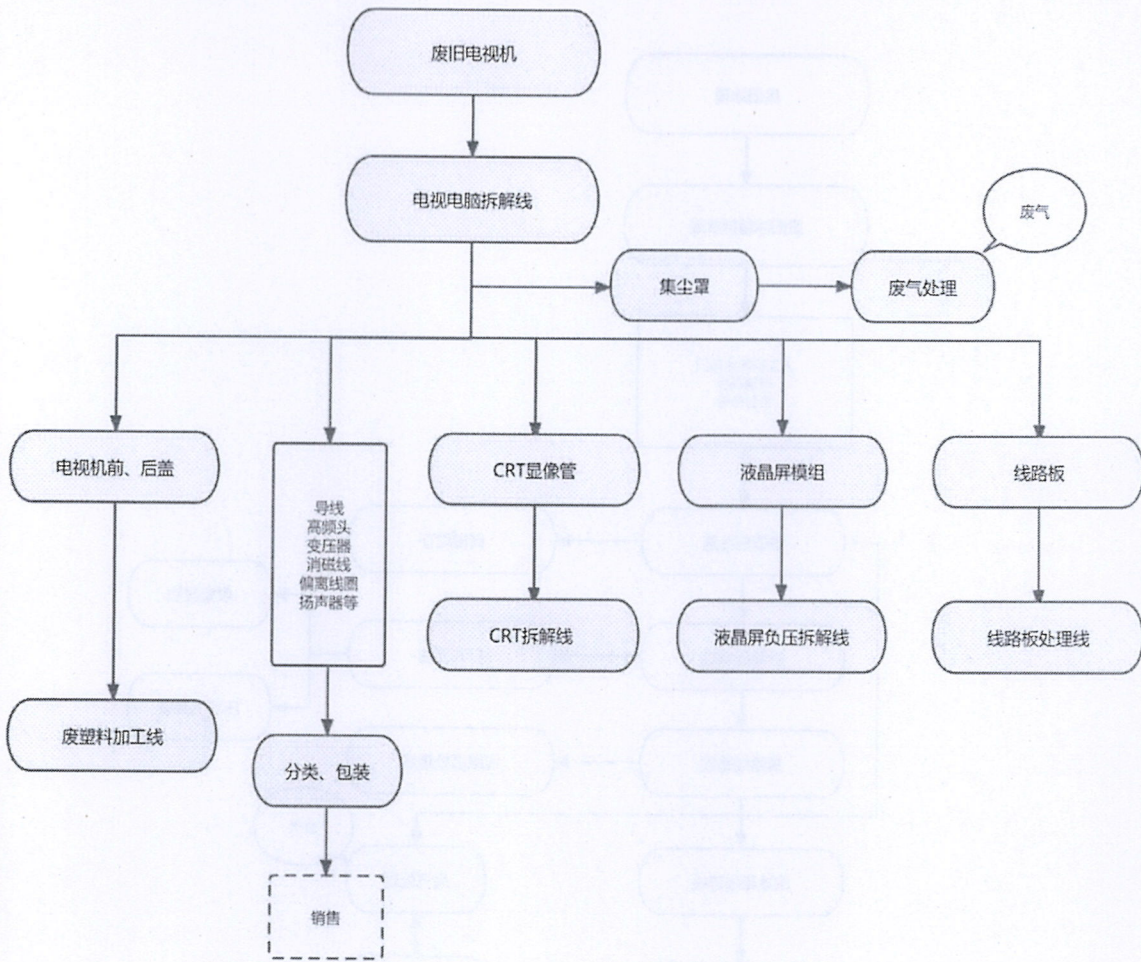 废旧电视机
电视电脑拆解线
废气
集尘罩
废气处理
电视机前、后盖
导线
高频头
变压器
消磁线
偏离线圈
扬声器等
CRT显像管
液晶屏模组
线路板
CRT拆解线
液晶屏负压拆解线
线路板处理线
废塑料加工线
分类、包装
销售